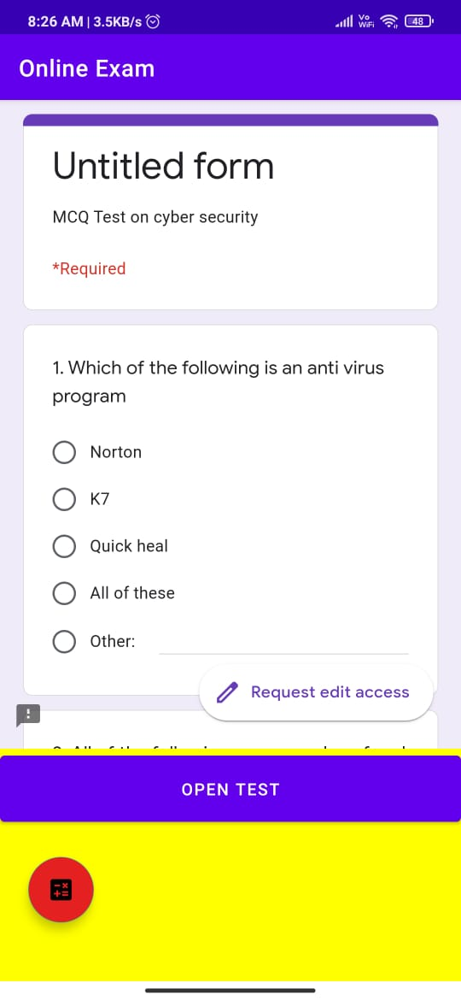 8:26 AM | 3.5KB/s
Vo WiFi
48
Online Exam
Untitled form
MCQ Test on cyber security
*Required
1. Which of the following is an anti virus
program
Norton
K7
Quick heal
All of these
Other:
Request edit access
OPEN TEST